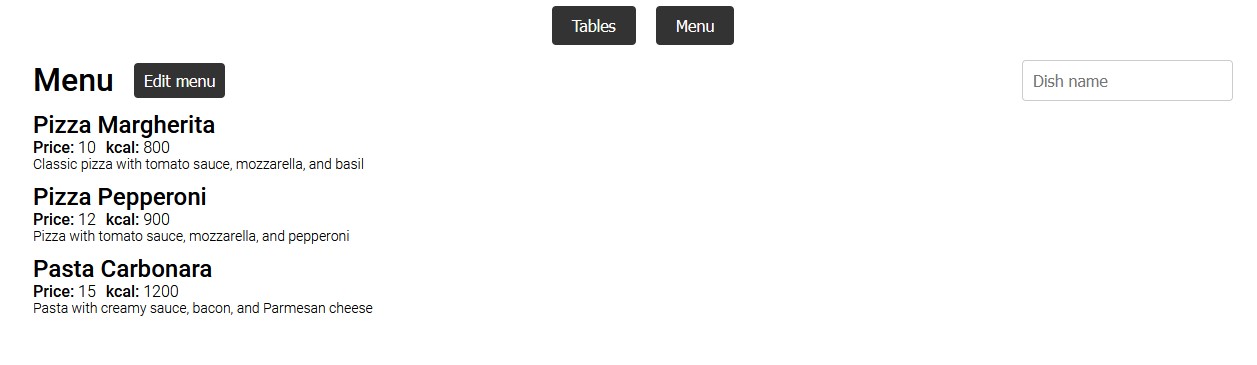 Tables Menu
Menu Edit menu Dish name
Pizza Margherita
Price: 10 kcal: 800
Classic pizza with tomato sauce, mozzarella, and basil
Pizza Pepperoni
Price: 12 kcal: 900
Pizza with tomato sauce, mozzarella, and pepperoni
Pasta Carbonara
Price: 15 kcal: 1200
Pasta with creamy sauce, bacon, and Parmesan cheese